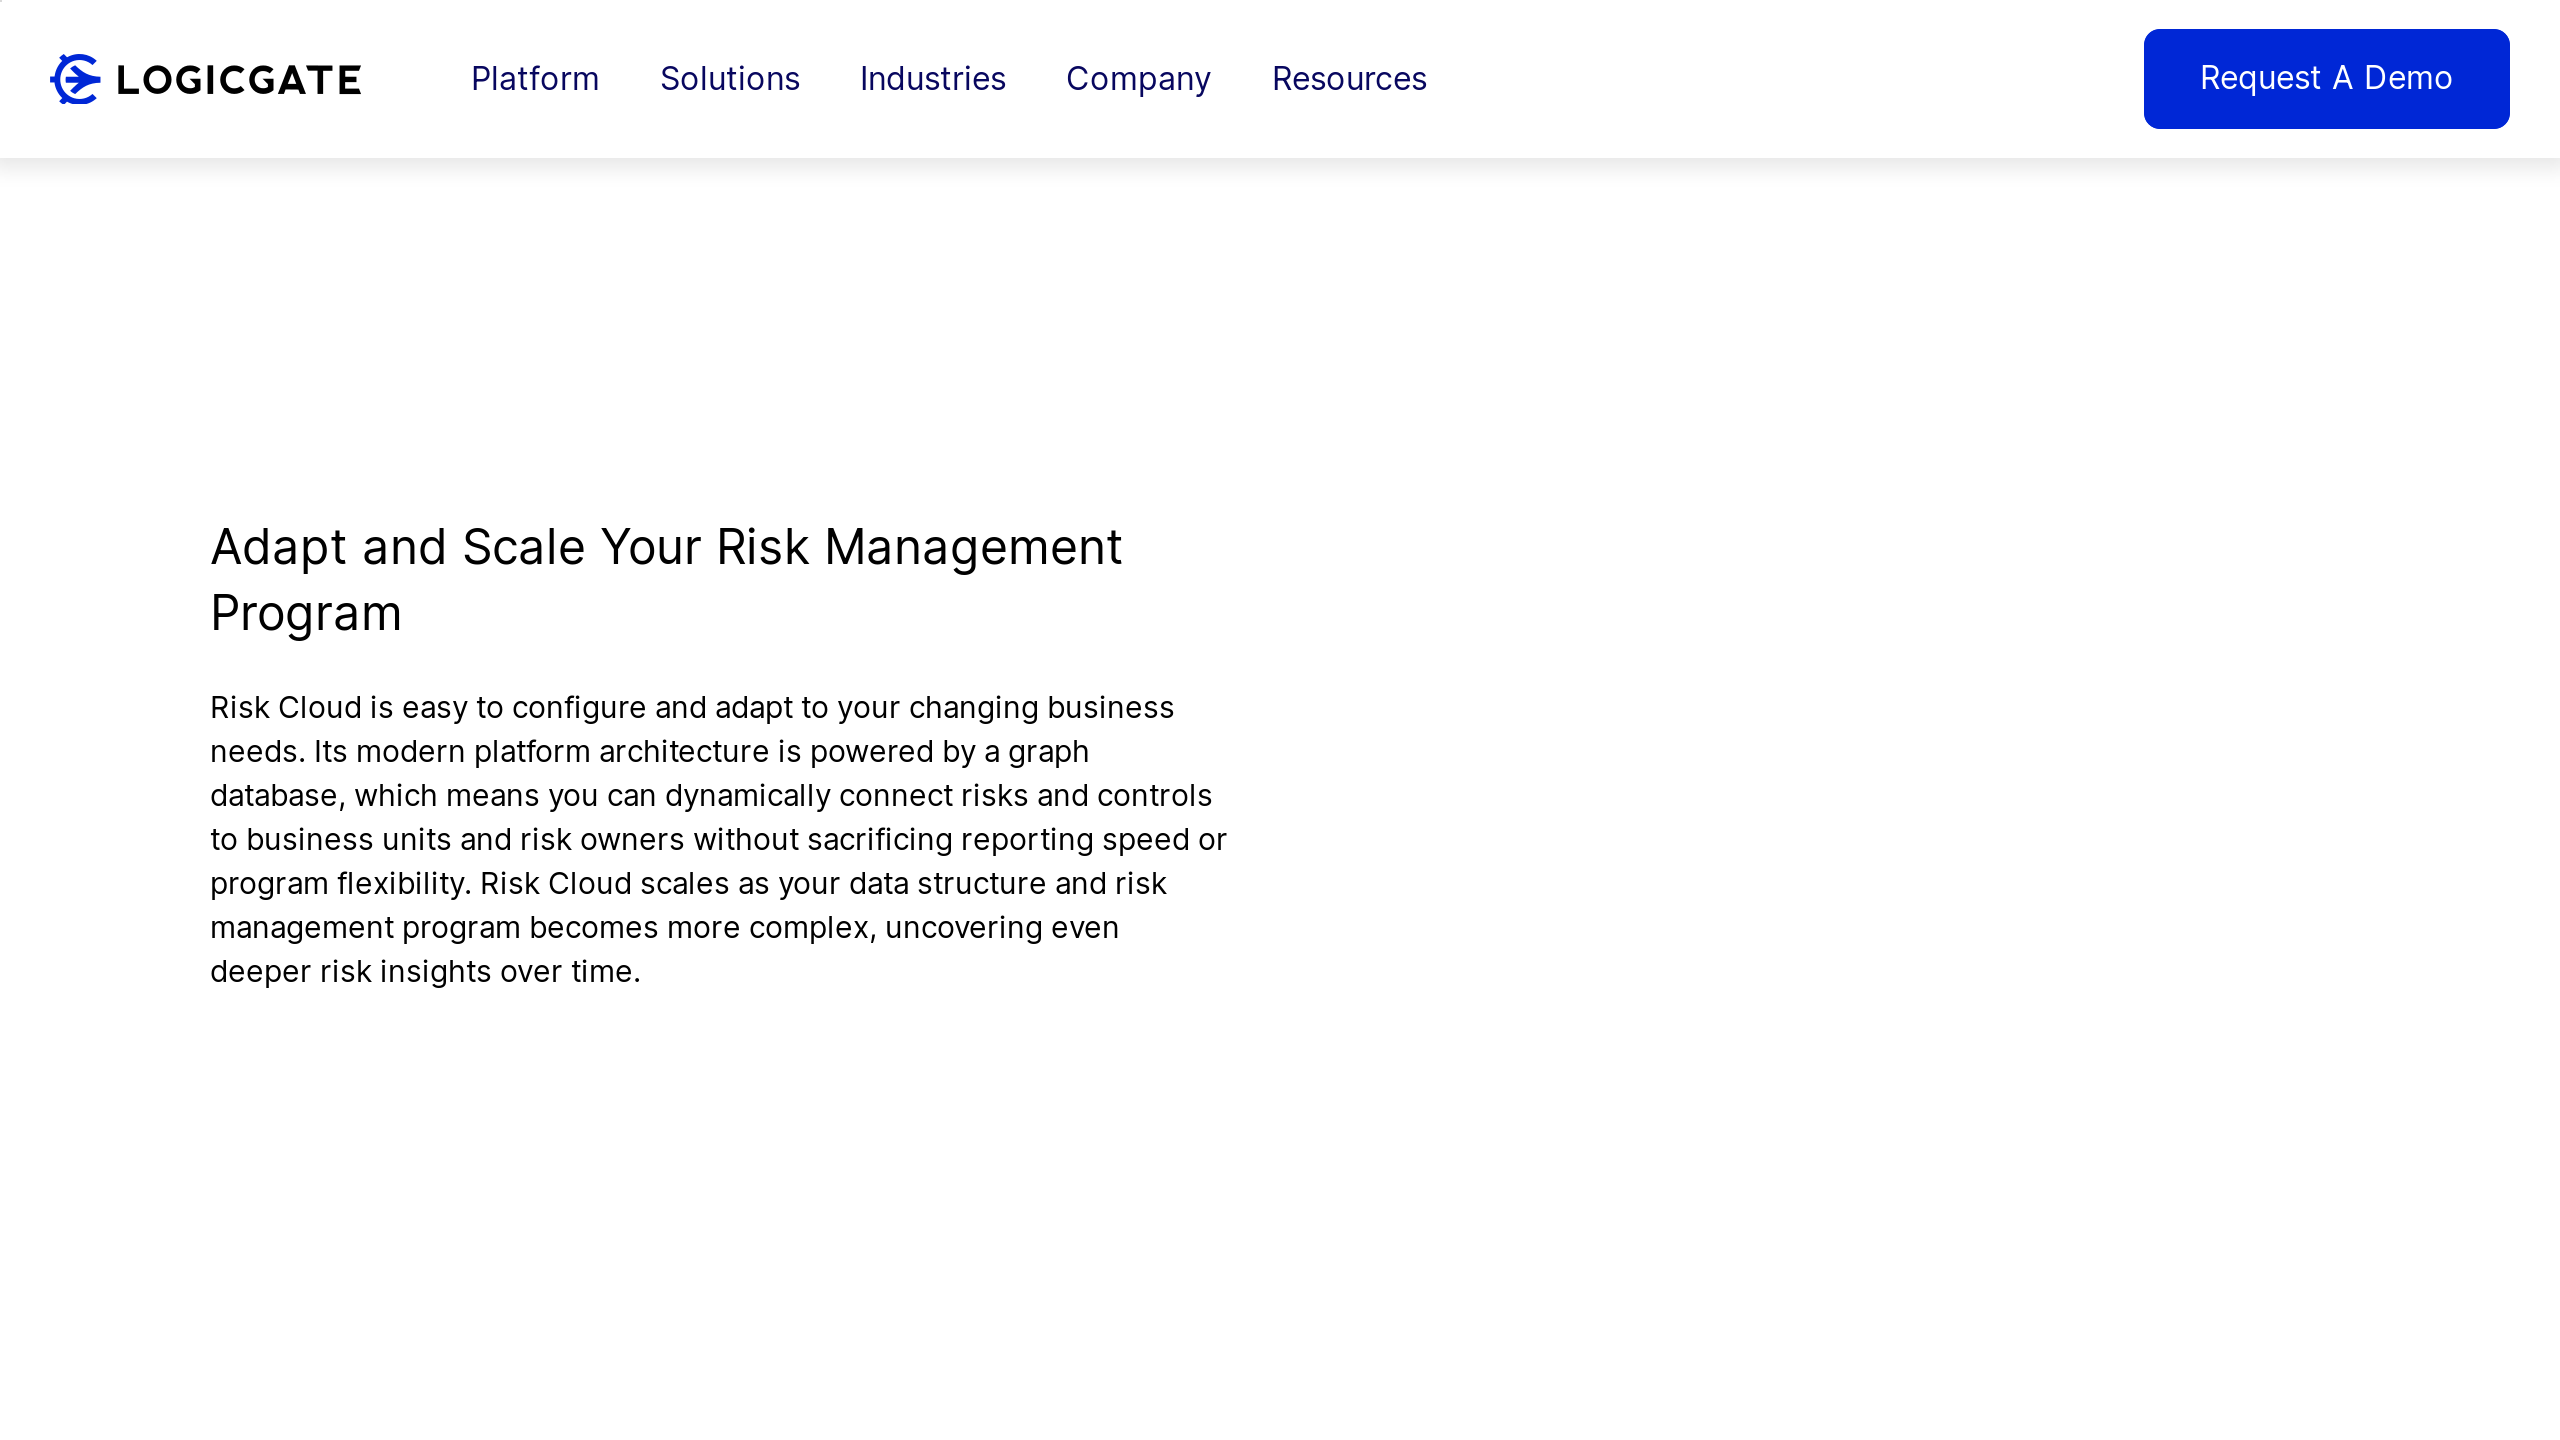 LOGICGATE
Platform
Solutions
Industries
Company
Resources
Request A Demo
Adapt and Scale Your Risk Management
Program
Risk Cloud is easy to configure and adapt to your changing business
needs. Its modern platform architecture is powered by a graph
database, which means you can dynamically connect risks and controls
to business units and risk owners without sacrificing reporting speed or
program flexibility. Risk Cloud scales as your data structure and risk
management program becomes more complex, uncovering even
deeper risk insights over time.